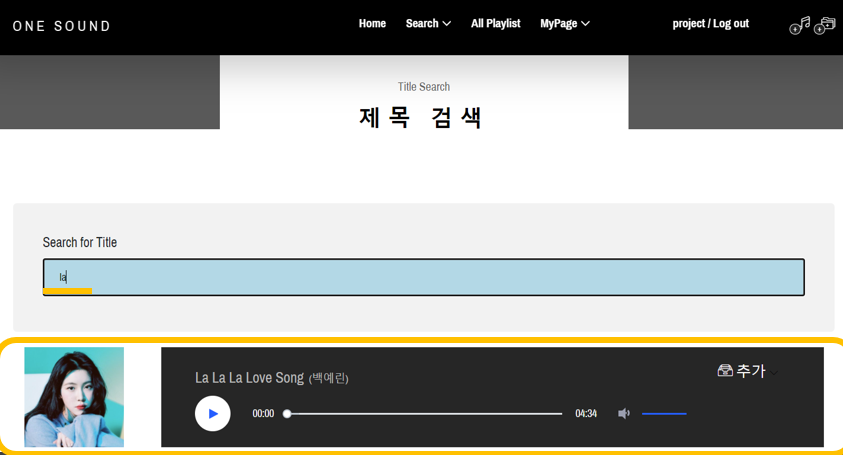 ONE SOUND
Home Search All Playlist MyPage project / Log out
Title Search
제목 검색
Search for Title
la
La La La Love Song (백예린)
추가
00:00 04:34